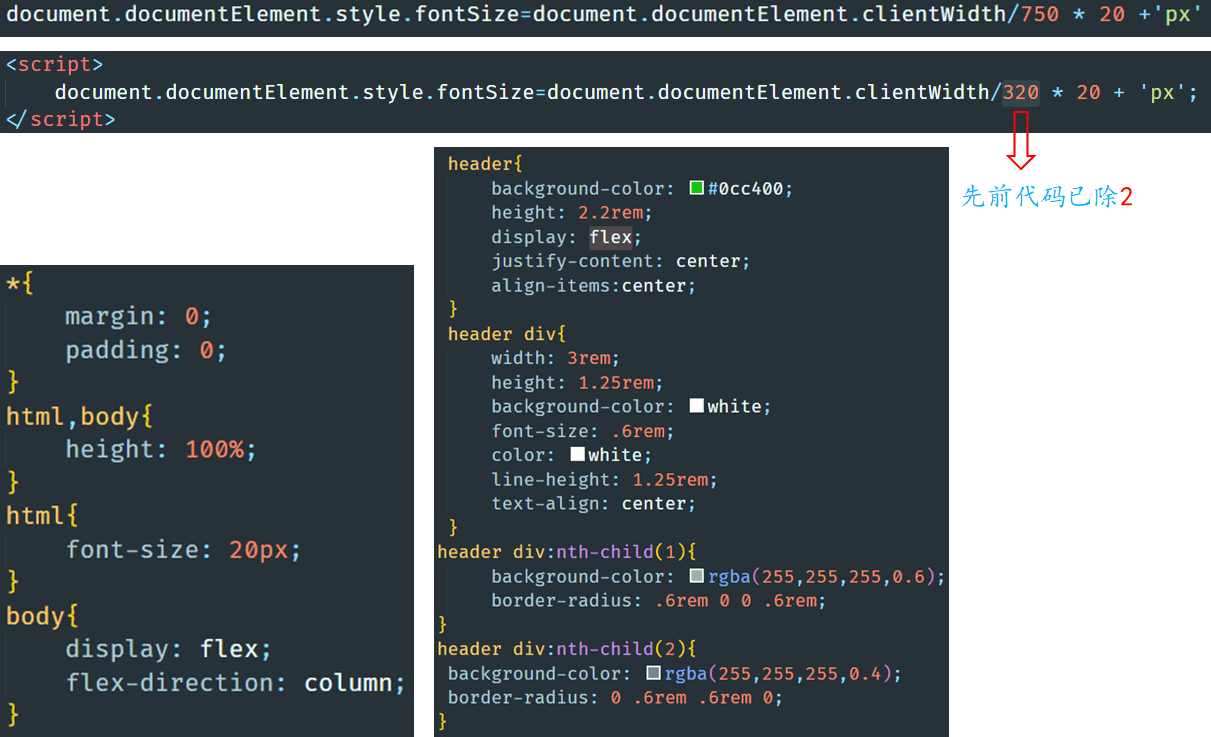 document.documentElement.style.fontSize=document.documentElement.clientWidth/750 * 20 +'px'
<script>
document.documentElement.style.fontSize=document.documentElement.clientWidth/320 * 20 + 'px';
</script>
先前代码已除2
*{
margin: 0;
padding: 0;
}
html,body{
height: 100%;
}
html{
font-size: 20px;
}
body{
display: flex;
flex-direction: column;
}
header{
background-color: #0cc400;
height: 2.2rem;
display: flex;
justify-content: center;
align-items:center;
}
header div{
width: 3rem;
height: 1.25rem;
background-color: white;
font-size: .6rem;
color: white;
line-height: 1.25rem;
text-align: center;
}
header div:nth-child(1){
background-color: rgba(255,255,255,0.6);
border-radius: .6rem 0 0 .6rem;
}
header div:nth-child(2){
background-color: rgba(255,255,255,0.4);
border-radius: 0 .6rem .6rem 0;
}